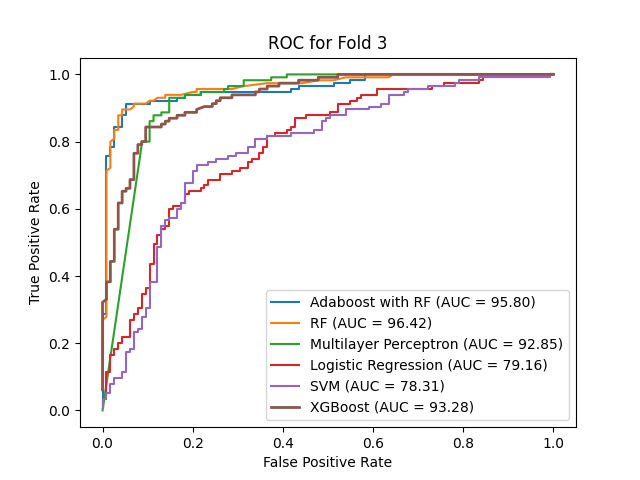 ROC for Fold 3
True Positive Rate
1.0
0.8
0.6
0.4
0.2
0.0
Adaboost with RF (AUC = 95.80)
RF (AUC = 96.42)
Multilayer Perceptron (AUC = 92.85)
Logistic Regression (AUC = 79.16)
SVM (AUC = 78.31)
XGBoost (AUC = 93.28)
0.0 0.2 0.4 0.6 0.8 1.0
False Positive Rate